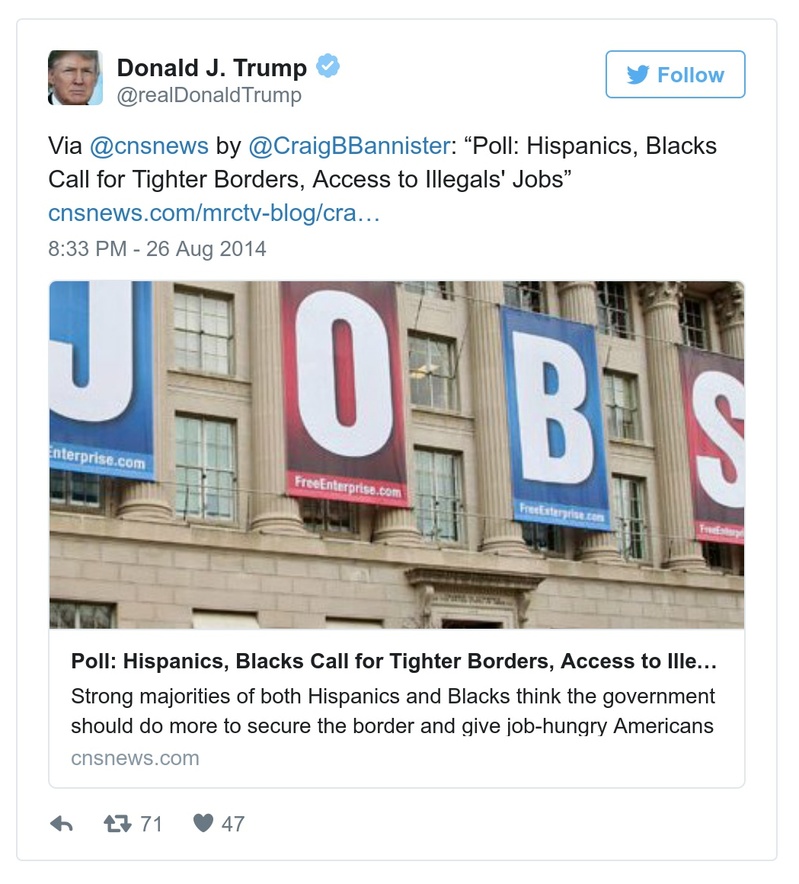 Donald J. Trump
@realDonaldTrump
Follow
Via @cnsnews by @CraigBBannister: “Poll: Hispanics, Blacks
Call for Tighter Borders, Access to Illegals' Jobs”
cnsnews.com/mrctv-blog/cra…
8:33 PM - 26 Aug 2014
J O B S
Enterprise.com
FreeEnterprise.com
FreeEnterprise.com
FreeEnterpri
Poll: Hispanics, Blacks Call for Tighter Borders, Access to Ille…
Strong majorities of both Hispanics and Blacks think the government
should do more to secure the border and give job-hungry Americans
cnsnews.com
71 47